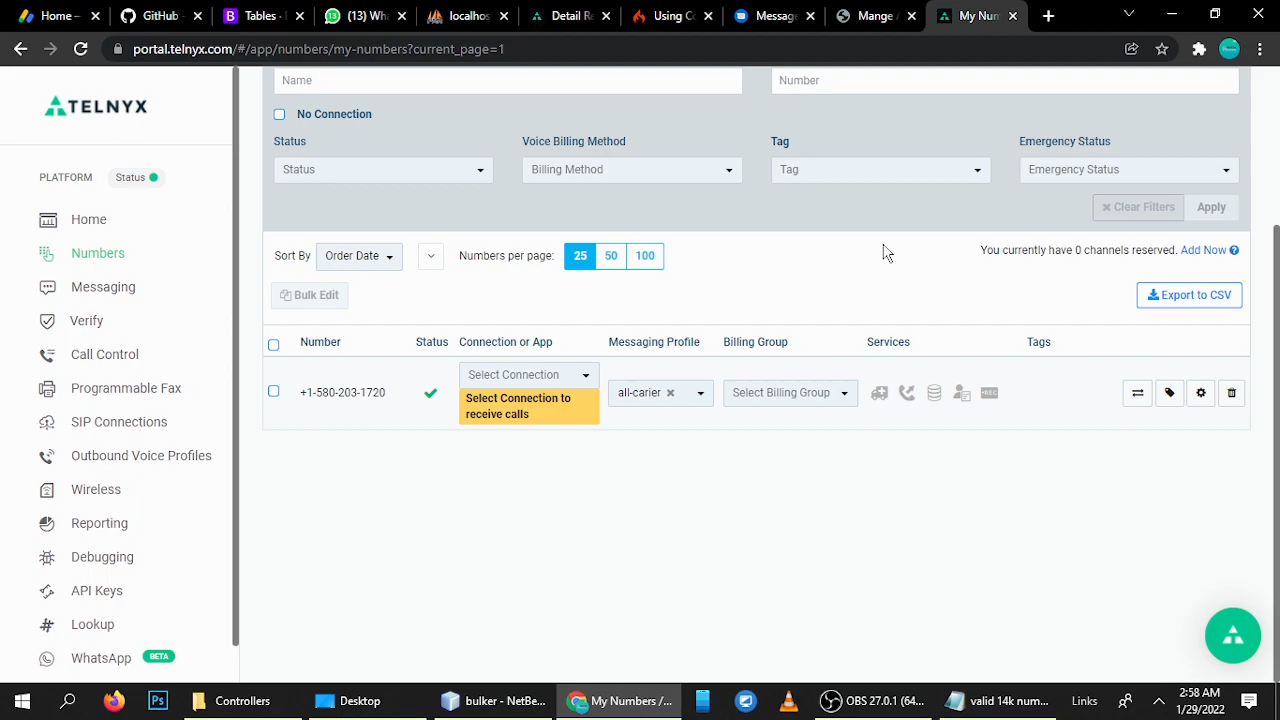 Home -
GitHub
Tables -
(13) Wha
localhos
Detail Re
Using Co
Message
Mange A
My Num
portal.telnyx.com/#/app/numbers/my-numbers?current_page=1
TELNYX
PLATFORM Status
Home
Numbers
Messaging
Verify
Call Control
Programmable Fax
SIP Connections
Outbound Voice Profiles
Wireless
Reporting
Debugging
API Keys
Lookup
WhatsApp BETA
Name Number
No Connection
Status Voice Billing Method Tag Emergency Status
Status Billing Method Tag Emergency Status
Clear Filters Apply
Sort By Order Date Numbers per page: 25 50 100 You currently have 0 channels reserved. Add Now
Bulk Edit Export to CSV
Number Status Connection or App Messaging Profile Billing Group Services Tags
+1-580-203-1720 Select Connection all-carier Select Billing Group REC
Select Connection to
receive calls
Ps Controllers Desktop bulker - NetBe... My Numbers /... OBS 27.0.1 (64... valid 14k num... Links 2:58 AM
1/29/2022